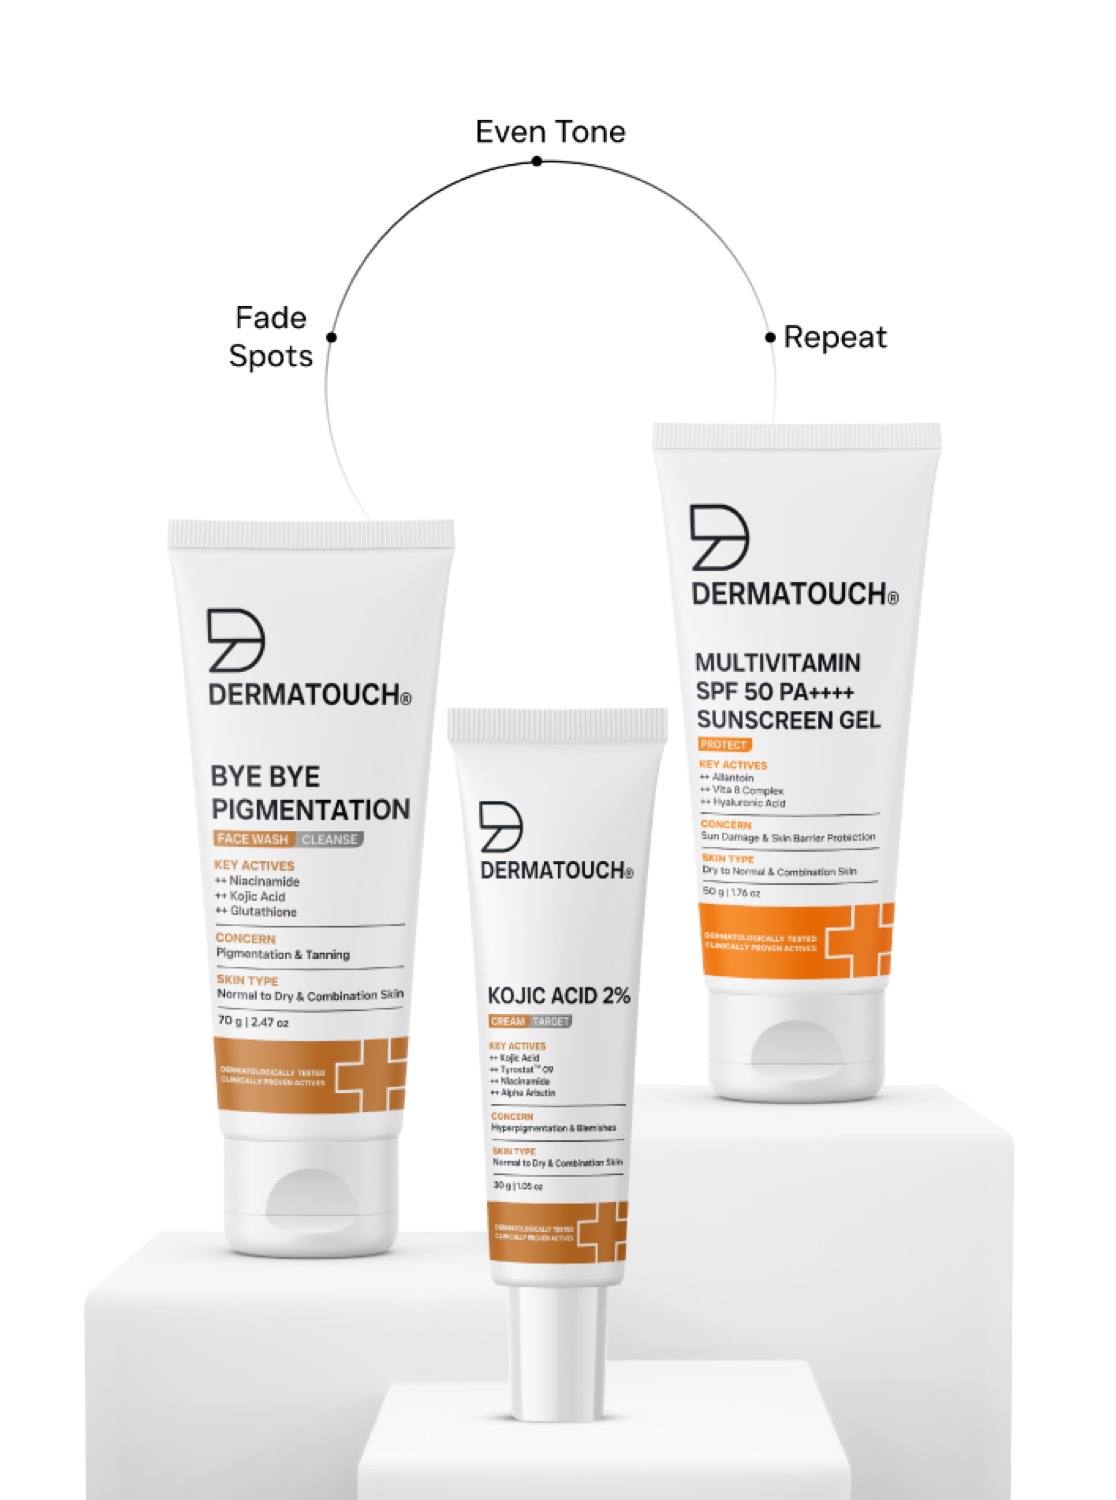 Even Tone
Fade
Spots
Repeat
DERMATOUCH®
BYE BYE
PIGMENTATION
FACE WASH CLEANSE
KEY ACTIVES
++ Niacinamide
++ Kojic Acid
++ Glutathione
CONCERN
Pigmentation & Tanning
SKIN TYPE
Normal to Dry & Combination Skin
70 g | 2.47 oz
DERMATOLOGICALLY TESTED
CLINICALLY PROVEN ACTIVES
DERMATOUCH®
KOJIC ACID 2%
CREAM TARGET
KEY ACTIVES
++ Kojic Acid
++ Tyrostat™ 09
++ Niacinamide
++ Alpha Arbutin
CONCERN
Hyperpigmentation & Blemishes
SKIN TYPE
Normal to Dry & Combination Skin
30 g | 1.05 oz
DERMATOLOGICALLY TESTED
CLINICALLY PROVEN ACTIVES
DERMATOUCH®
MULTIVITAMIN
SPF 50 PA++++
SUNSCREEN GEL
PROTECT
KEY ACTIVES
++ Allantoin
++ Vita 8 Complex
++ Hyaluronic Acid
CONCERN
Sun Damage & Skin Barrier Protection
SKIN TYPE
Dry to Normal & Combination Skin
50 g | 1.76 oz
DERMATOLOGICALLY TESTED
CLINICALLY PROVEN ACTIVES